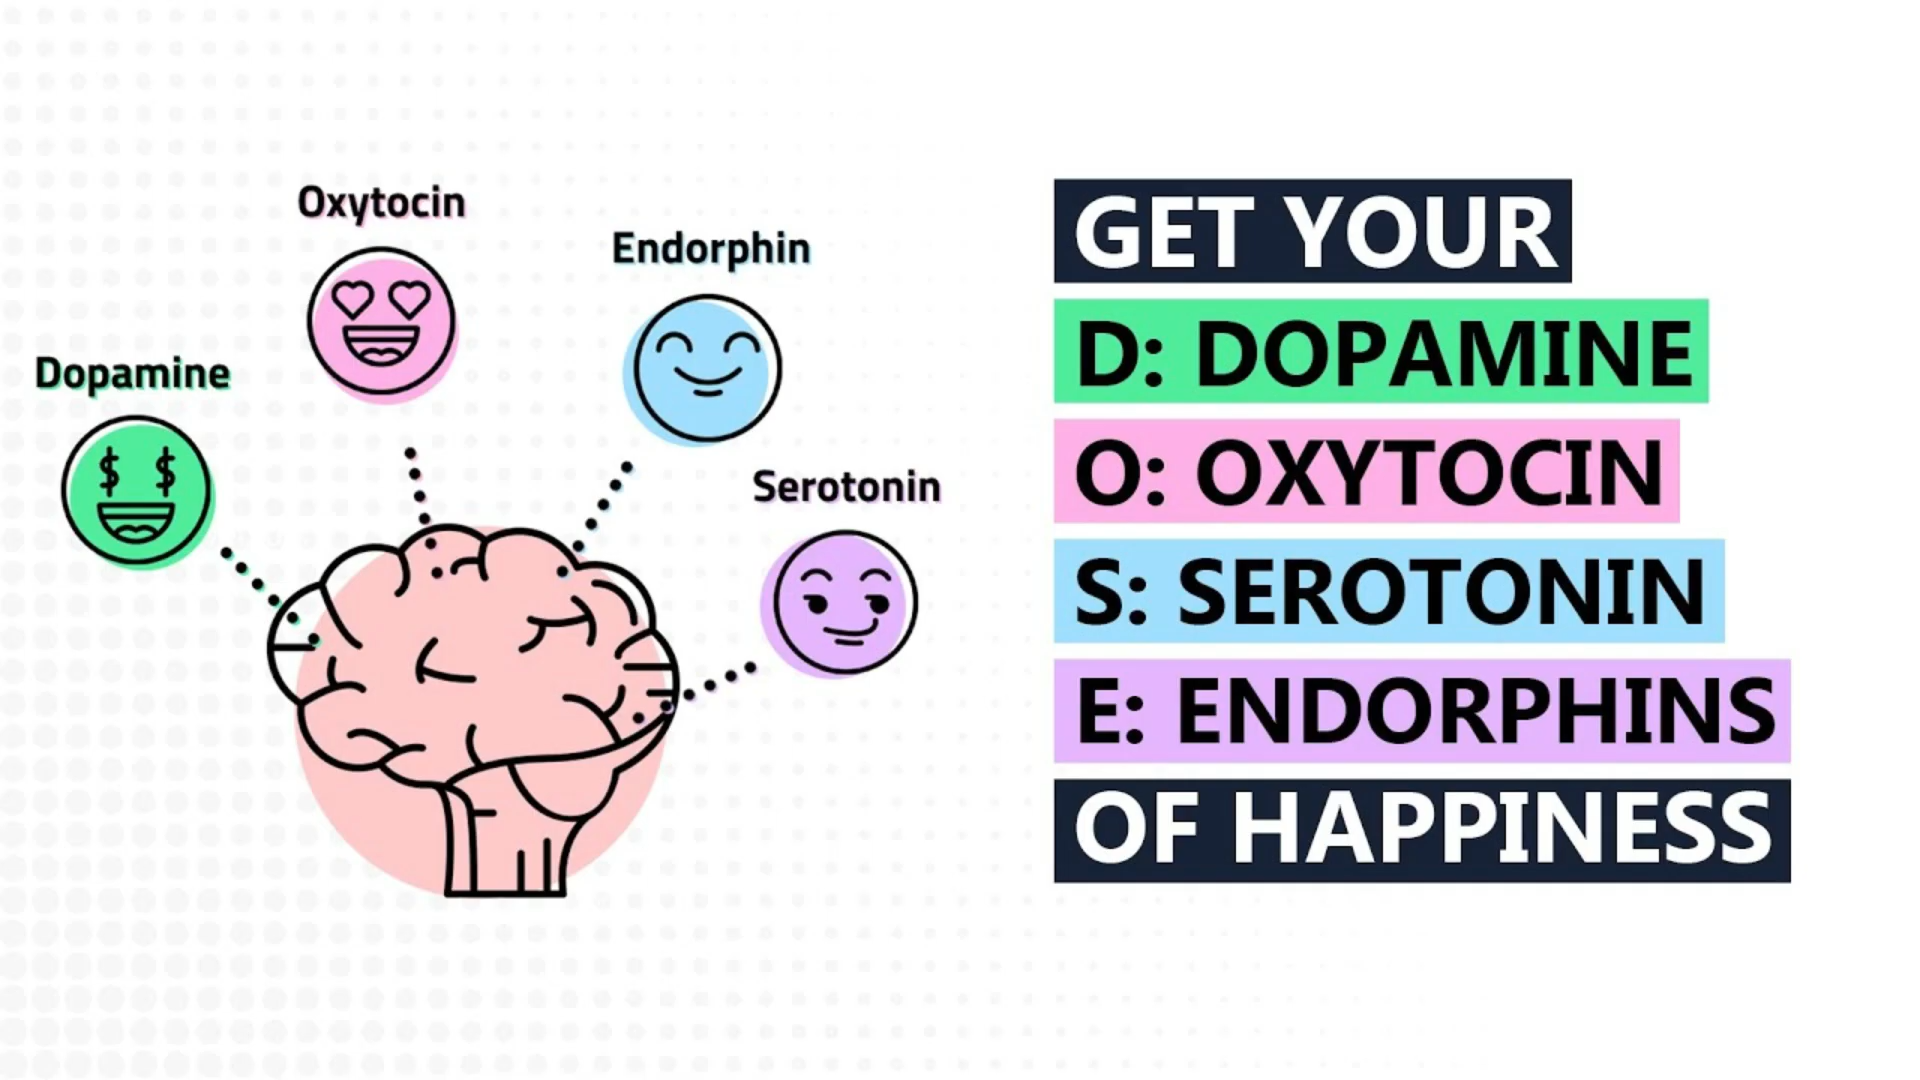 Oxytocin
Endorphin
Dopamine
Serotonin
GET YOUR
D: DOPAMINE
O: OXYTOCIN
S: SEROTONIN
E: ENDORPHINS
OF HAPPINESS